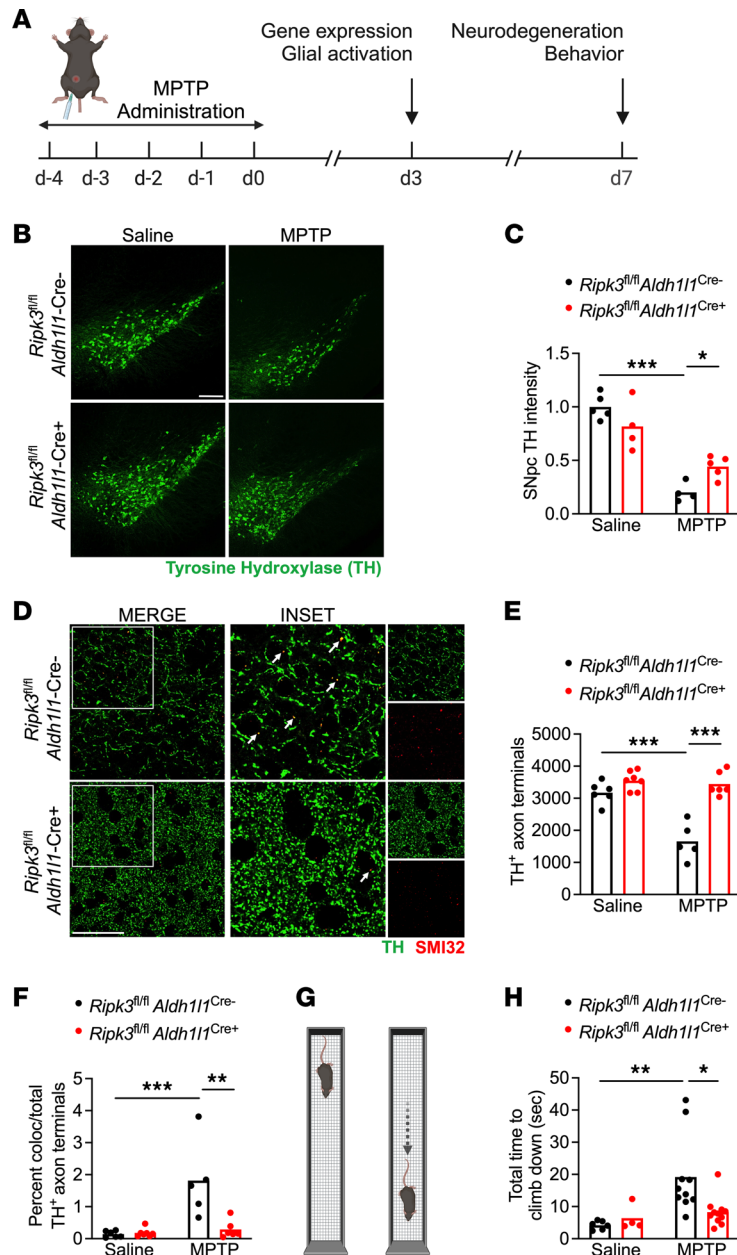 A
MPTP
Administration
Gene expression
Glial activation
Neurodegeneration
Behavior
d-4
d-3
d-2
d-1
d0
d3
d7
B
Saline
MPTP
Ripk3fl/fl
Aldh1l1-Cre-
Ripk3fl/fl
Aldh1l1-Cre+
Tyrosine Hydroxylase (TH)
C
Ripk3fl/flAldh1l1Cre-
Ripk3fl/flAldh1l1Cre+
SNpc TH intensity
1.5
1.0
0.5
0.0
***
*
Saline
MPTP
D
MERGE
INSET
Ripk3fl/fl
Aldh1l1-Cre-
Ripk3fl/fl
Aldh1l1-Cre+
TH SMI32
E
Ripk3fl/flAldh1l1Cre-
Ripk3fl/flAldh1l1Cre+
TH+ axon terminals
5000
4000
3000
2000
1000
0
***
***
Saline
MPTP
F
Ripk3fl/fl Aldh1l1Cre-
Ripk3fl/fl Aldh1l1Cre+
Percent coloc/total
TH+ axon terminals
5
4
3
2
1
0
***
**
Saline
MPTP
G
H
Ripk3fl/fl Aldh1l1Cre-
Ripk3fl/fl Aldh1l1Cre+
Total time to
climb down (sec)
50
40
30
20
10
0
**
*
Saline
MPTP